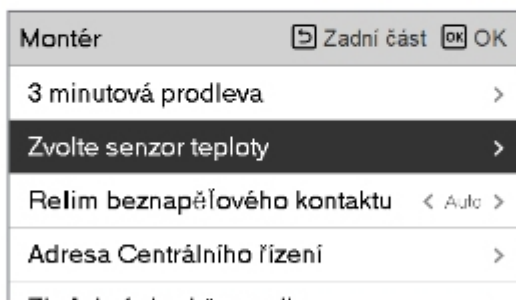 Montér Zadní část OK OK
3 minutová prodleva
Zvolte senzor teploty
Relim beznapěľového kontaktu < Auto >
Adresa Centrálního řízení